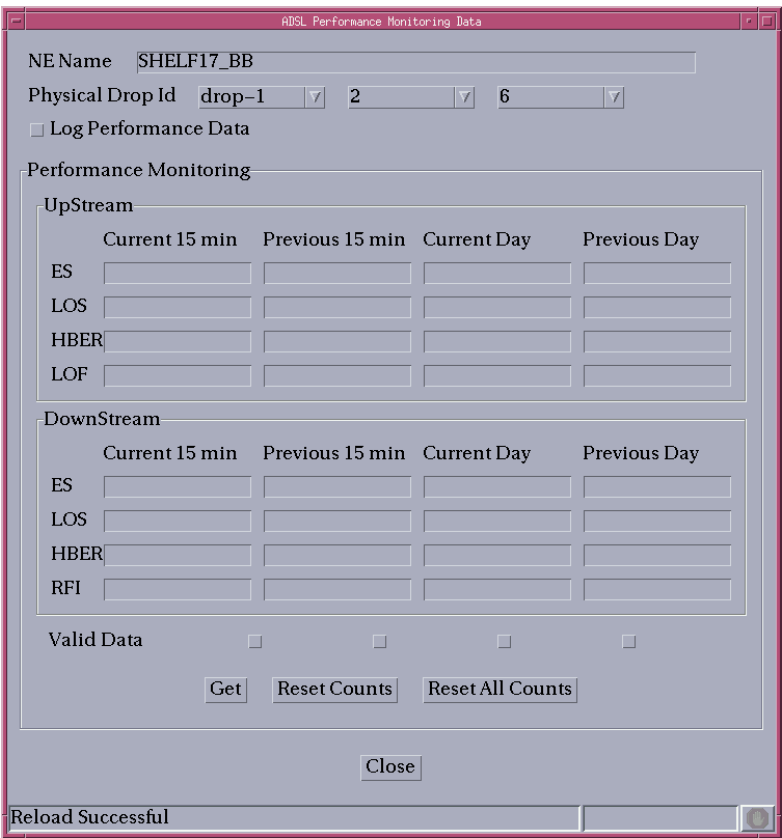 ADSL Performance Monitoring Data
NE Name SHELF17_BB
Physical Drop Id drop-1 2 6
Log Performance Data
Performance Monitoring
UpStream
Current 15 min Previous 15 min Current Day Previous Day
ES
LOS
HBER
LOF
DownStream
Current 15 min Previous 15 min Current Day Previous Day
ES
LOS
HBER
RFI
Valid Data
Get Reset Counts Reset All Counts
Close
Reload Successful